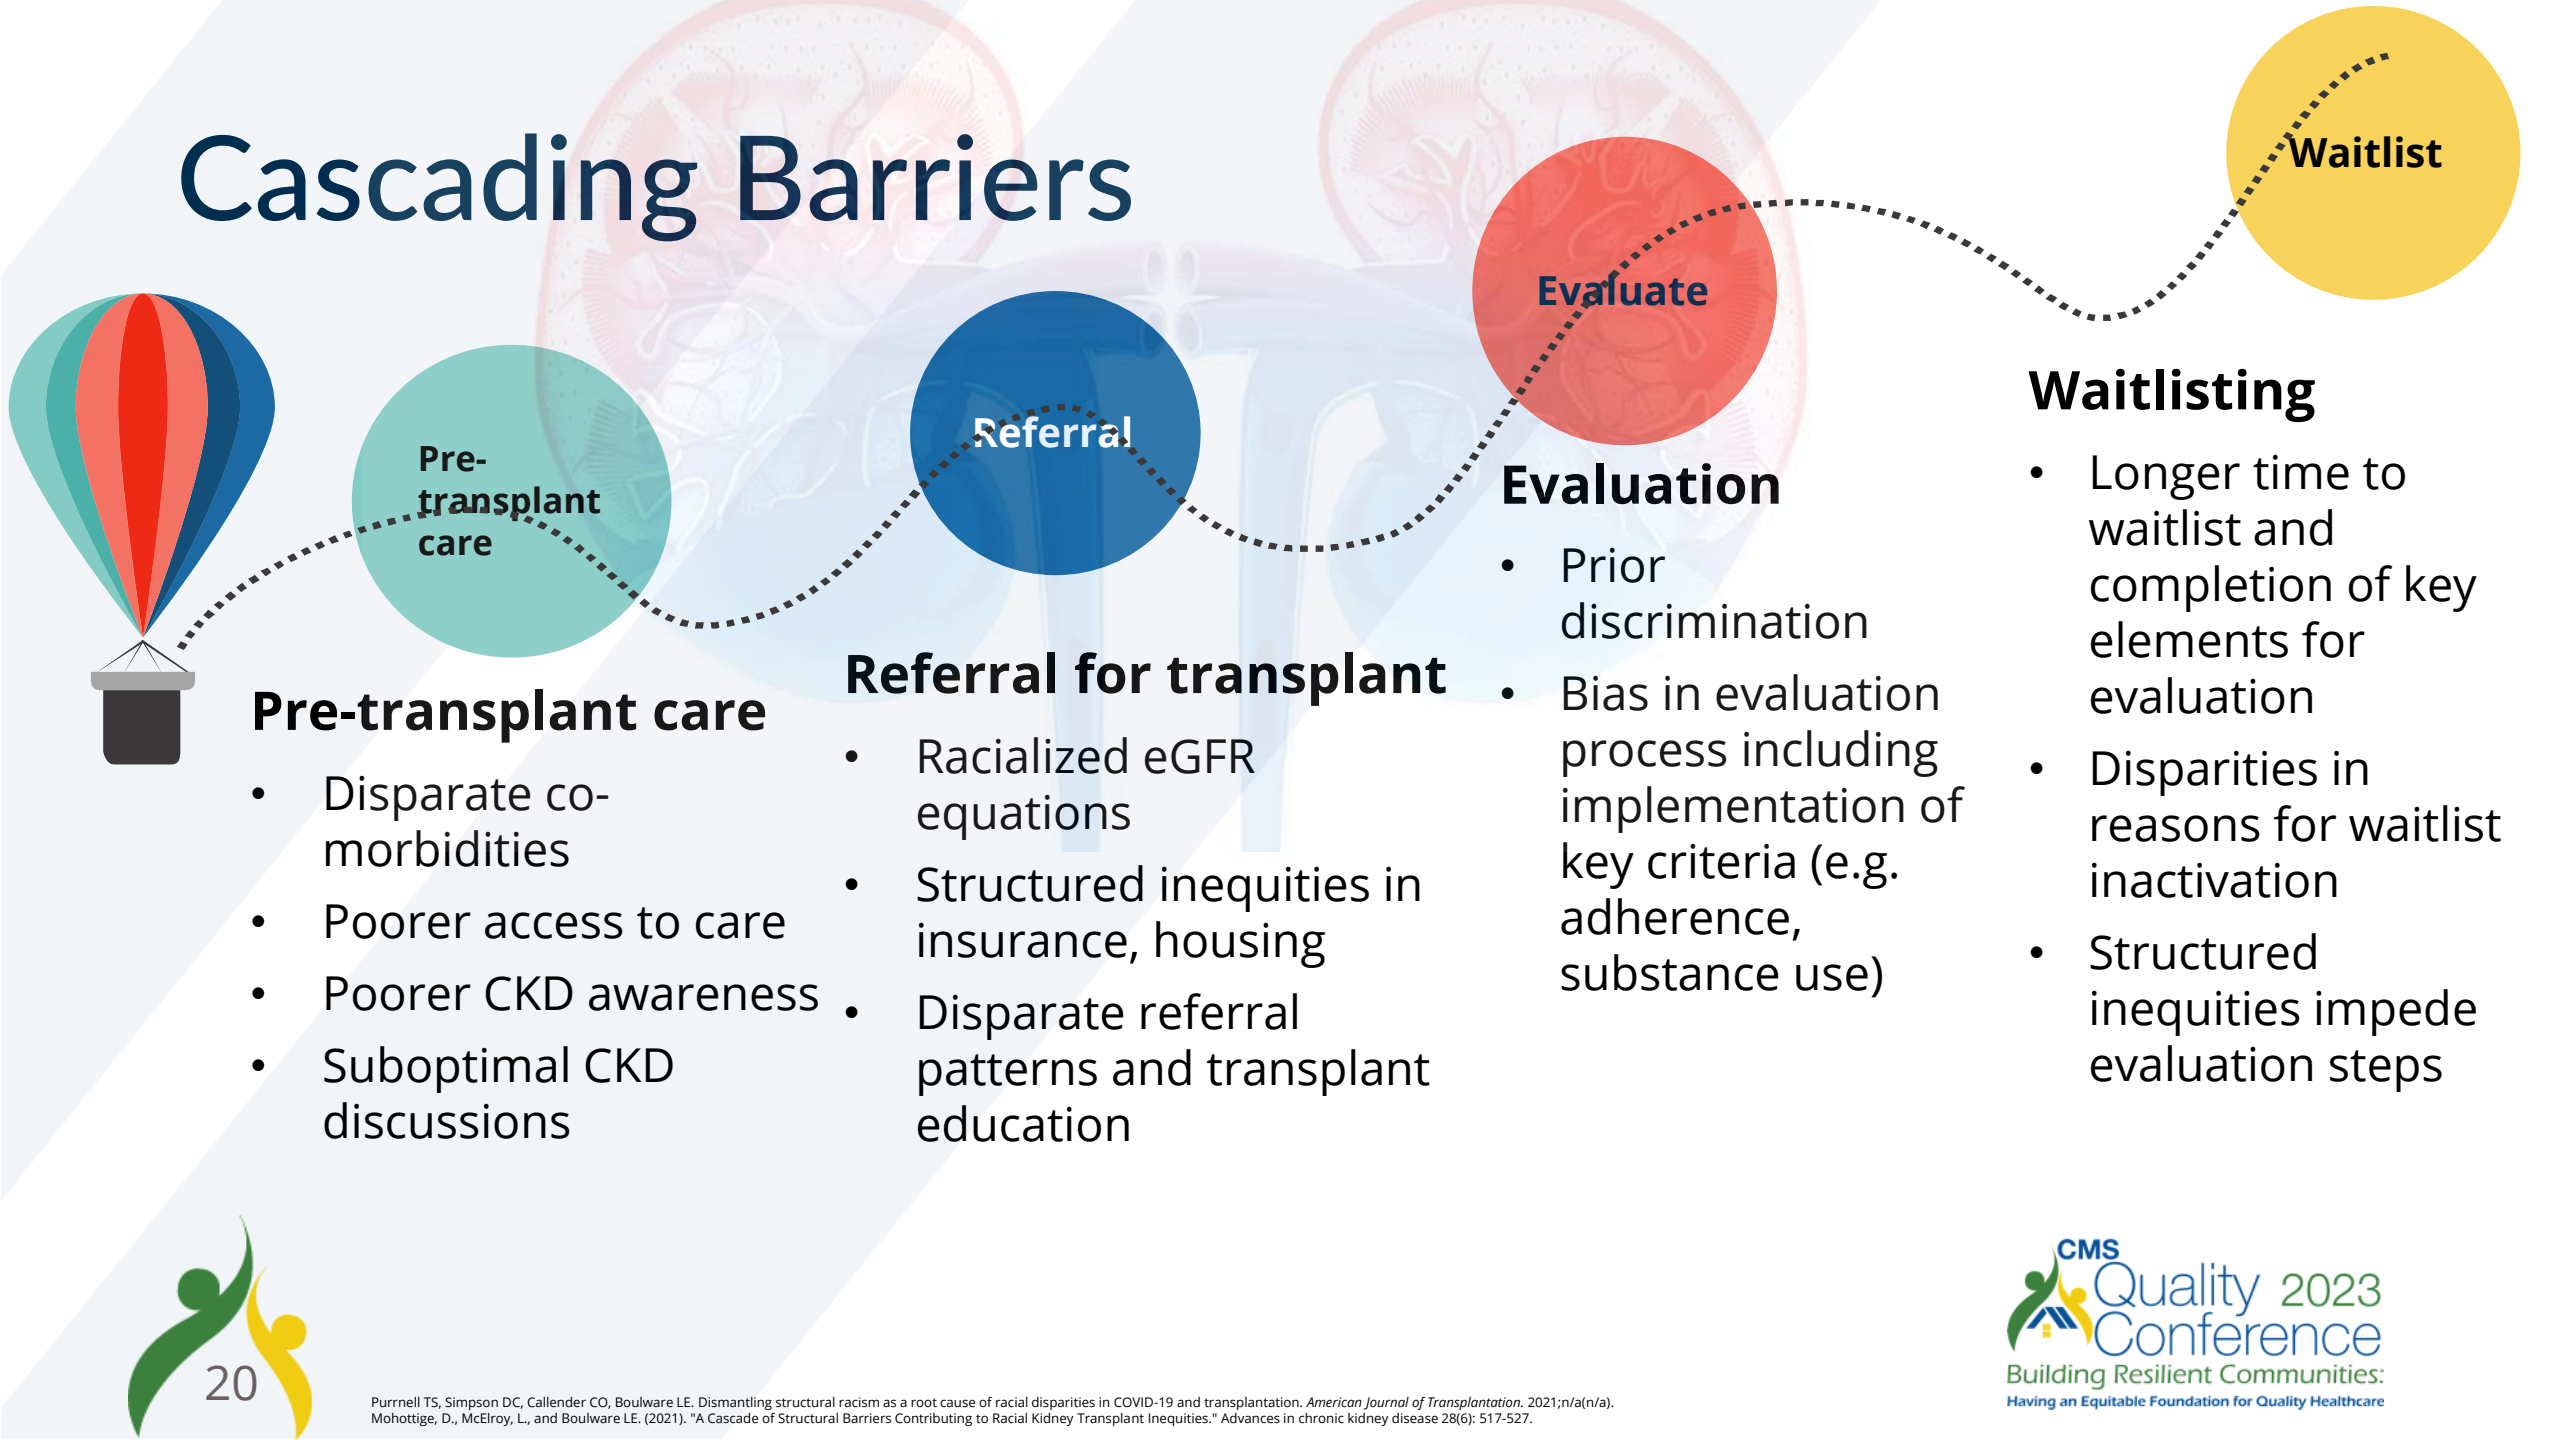 Cascading Barriers
Pre-
transplant
care
Referral
Evaluate
Waitlist
Pre-transplant care
• Disparate co-
morbidities
• Poorer access to care
• Poorer CKD awareness
• Suboptimal CKD
discussions
Referral for transplant
• Racialized eGFR
equations
• Structured inequities in
insurance, housing
• Disparate referral
patterns and transplant
education
Evaluation
• Prior
discrimination
• Bias in evaluation
process including
implementation of
key criteria (e.g.
adherence,
substance use)
Waitlisting
• Longer time to
waitlist and
completion of key
elements for
evaluation
• Disparities in
reasons for waitlist
inactivation
• Structured
inequities impede
evaluation steps
20
Purrnell TS, Simpson DC, Callender CO, Boulware LE. Dismantling structural racism as a root cause of racial disparities in COVID-19 and transplantation. American Journal of Transplantation. 2021;n/a(n/a).
Mohottige, D., McElroy, L., and Boulware LE. (2021). "A Cascade of Structural Barriers Contributing to Racial Kidney Transplant Inequities." Advances in chronic kidney disease 28(6): 517-527.
CMS
Quality 2023
Conference
Building Resilient Communities:
Having an Equitable Foundation for Quality Healthcare